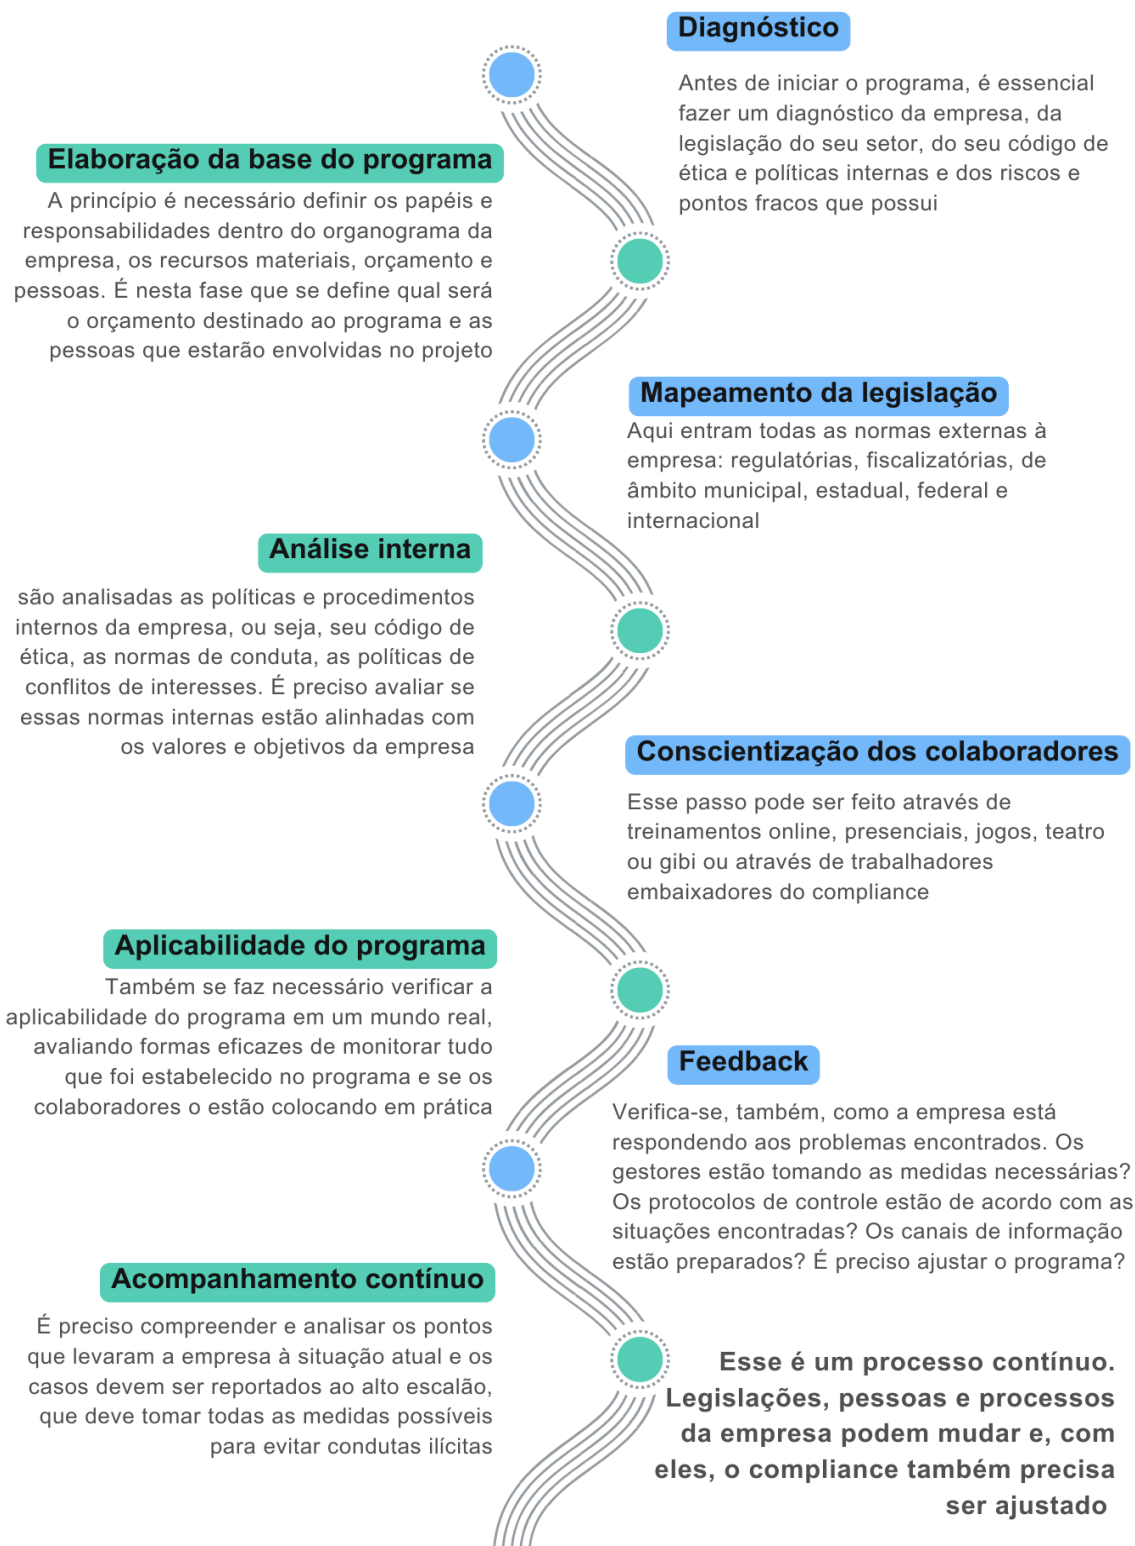 Diagnóstico
Antes de iniciar o programa, é essencial
fazer um diagnóstico da empresa, da
legislação do seu setor, do seu código de
ética e políticas internas e dos riscos e
pontos fracos que possui
Elaboração da base do programa
A princípio é necessário definir os papéis e
responsabilidades dentro do organograma da
empresa, os recursos materiais, orçamento e
pessoas. É nesta fase que se define qual será
o orçamento destinado ao programa e as
pessoas que estarão envolvidas no projeto
Mapeamento da legislação
Aqui entram todas as normas externas à
empresa: regulatórias, fiscalizatórias, de
âmbito municipal, estadual, federal e
internacional
Análise interna
são analisadas as políticas e procedimentos
internos da empresa, ou seja, seu código de
ética, as normas de conduta, as políticas de
conflitos de interesses. É preciso avaliar se
essas normas internas estão alinhadas com
os valores e objetivos da empresa
Conscientização dos colaboradores
Esse passo pode ser feito através de
treinamentos online, presenciais, jogos, teatro
ou gibi ou através de trabalhadores
embaixadores do compliance
Aplicabilidade do programa
Também se faz necessário verificar a
aplicabilidade do programa em um mundo real,
avaliando formas eficazes de monitorar tudo
que foi estabelecido no programa e se os
colaboradores o estão colocando em prática
Feedback
Verifica-se, também, como a empresa está
respondendo aos problemas encontrados. Os
gestores estão tomando as medidas necessárias?
Os protocolos de controle estão de acordo com as
situações encontradas? Os canais de informação
estão preparados? É preciso ajustar o programa?
Acompanhamento contínuo
É preciso compreender e analisar os pontos
que levaram a empresa à situação atual e os
casos devem ser reportados ao alto escalão,
que deve tomar todas as medidas possíveis
para evitar condutas ilícitas
Esse é um processo contínuo.
Legislações, pessoas e processos
da empresa podem mudar e, com
eles, o compliance também precisa
ser ajustado